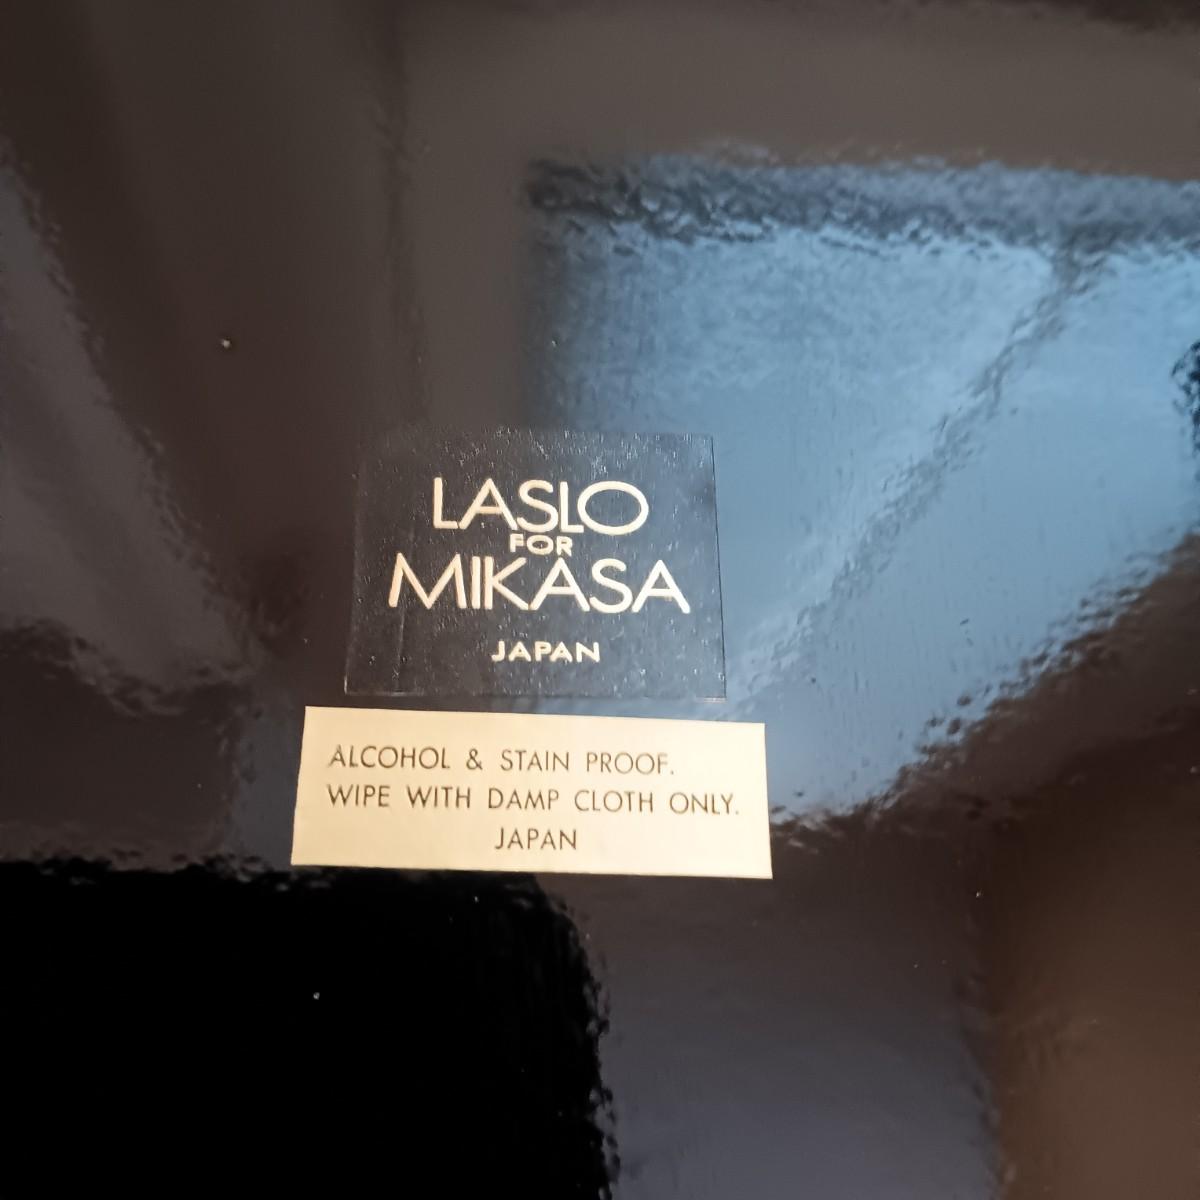 LASLO
FOR
MIKASA
JAPAN
ALCOHOL & STAIN PROOF.
WIPE WITH DAMP CLOTH ONLY.
JAPAN